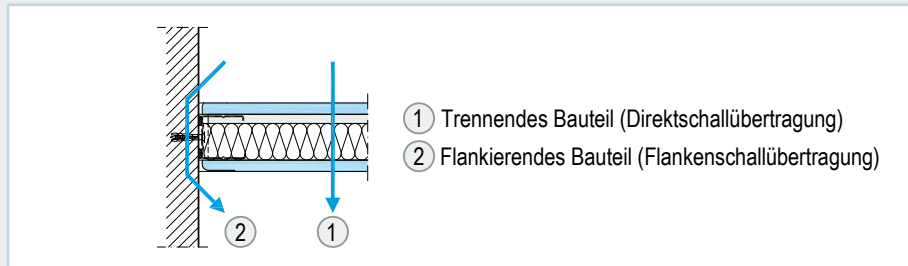 1 Trennendes Bauteil (Direktschallübertragung)
2 Flankierendes Bauteil (Flankenschallübertragung)
2
1